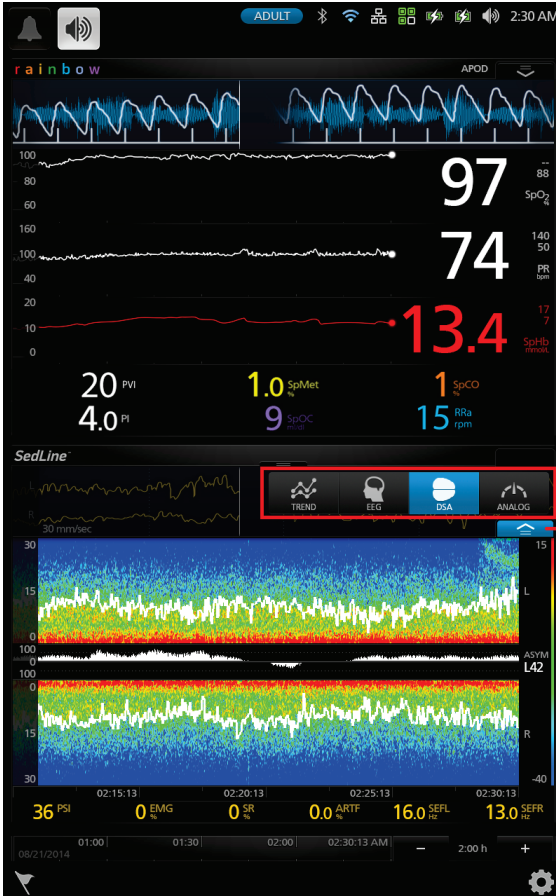 ADULT 2:30 AM
rainbow APOD
100
80
60
97
--
88
SpO2
%
160
100
40
74
140
50
PR
bpm
20
10
0
13.4
17
7
SpHb
20 PVI 1.0 SpMet % 1 SpCO %
4.0 PI 9 SpOC 15 RRa rpm
SedLine
TREND EEG DSA ANALOG
L
R
30 mm/sec
30
15
0
15
L
100
0
100
ASYM
L42
0
15
30
R
-40
02:15:13 02:20:13 02:25:13 02:30:13
36 PSI 0 EMG % 0 SR % 0.0 ARTF % 16.0 SEFL Hz 13.0 SEFR Hz
01:00 01:30 02:00 02:30:13 AM − 2:00 h +
08/21/2014